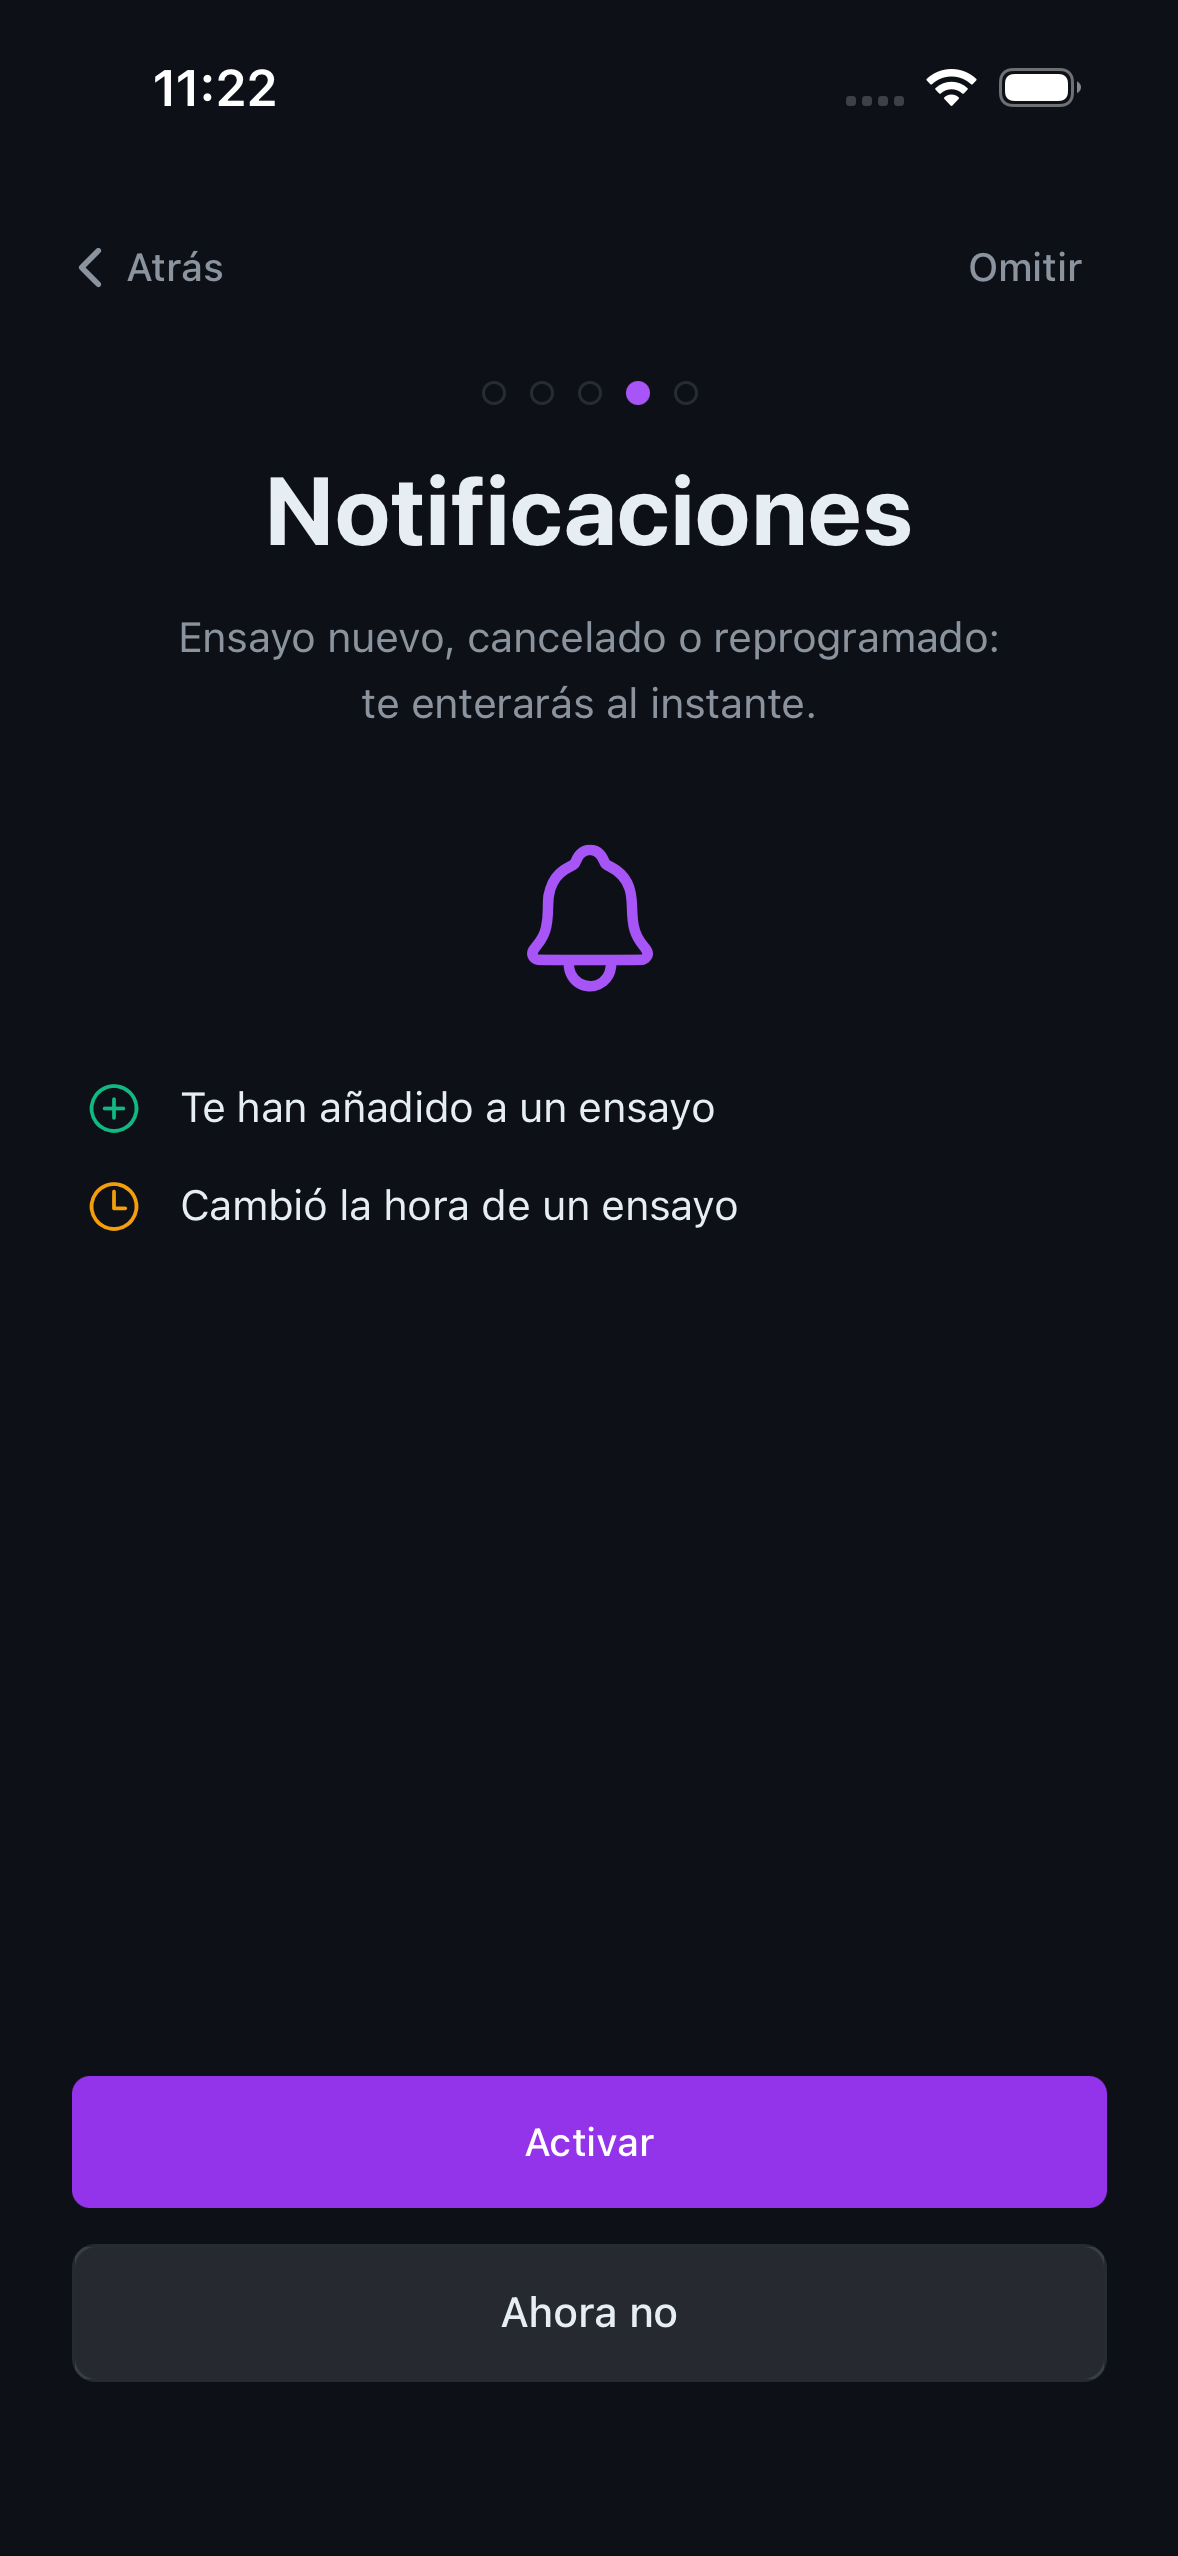 11:22
Atrás
Omitir
Notificaciones
Ensayo nuevo, cancelado o reprogramado:
te enterarás al instante.
Te han añadido a un ensayo
Cambió la hora de un ensayo
Activar
Ahora no